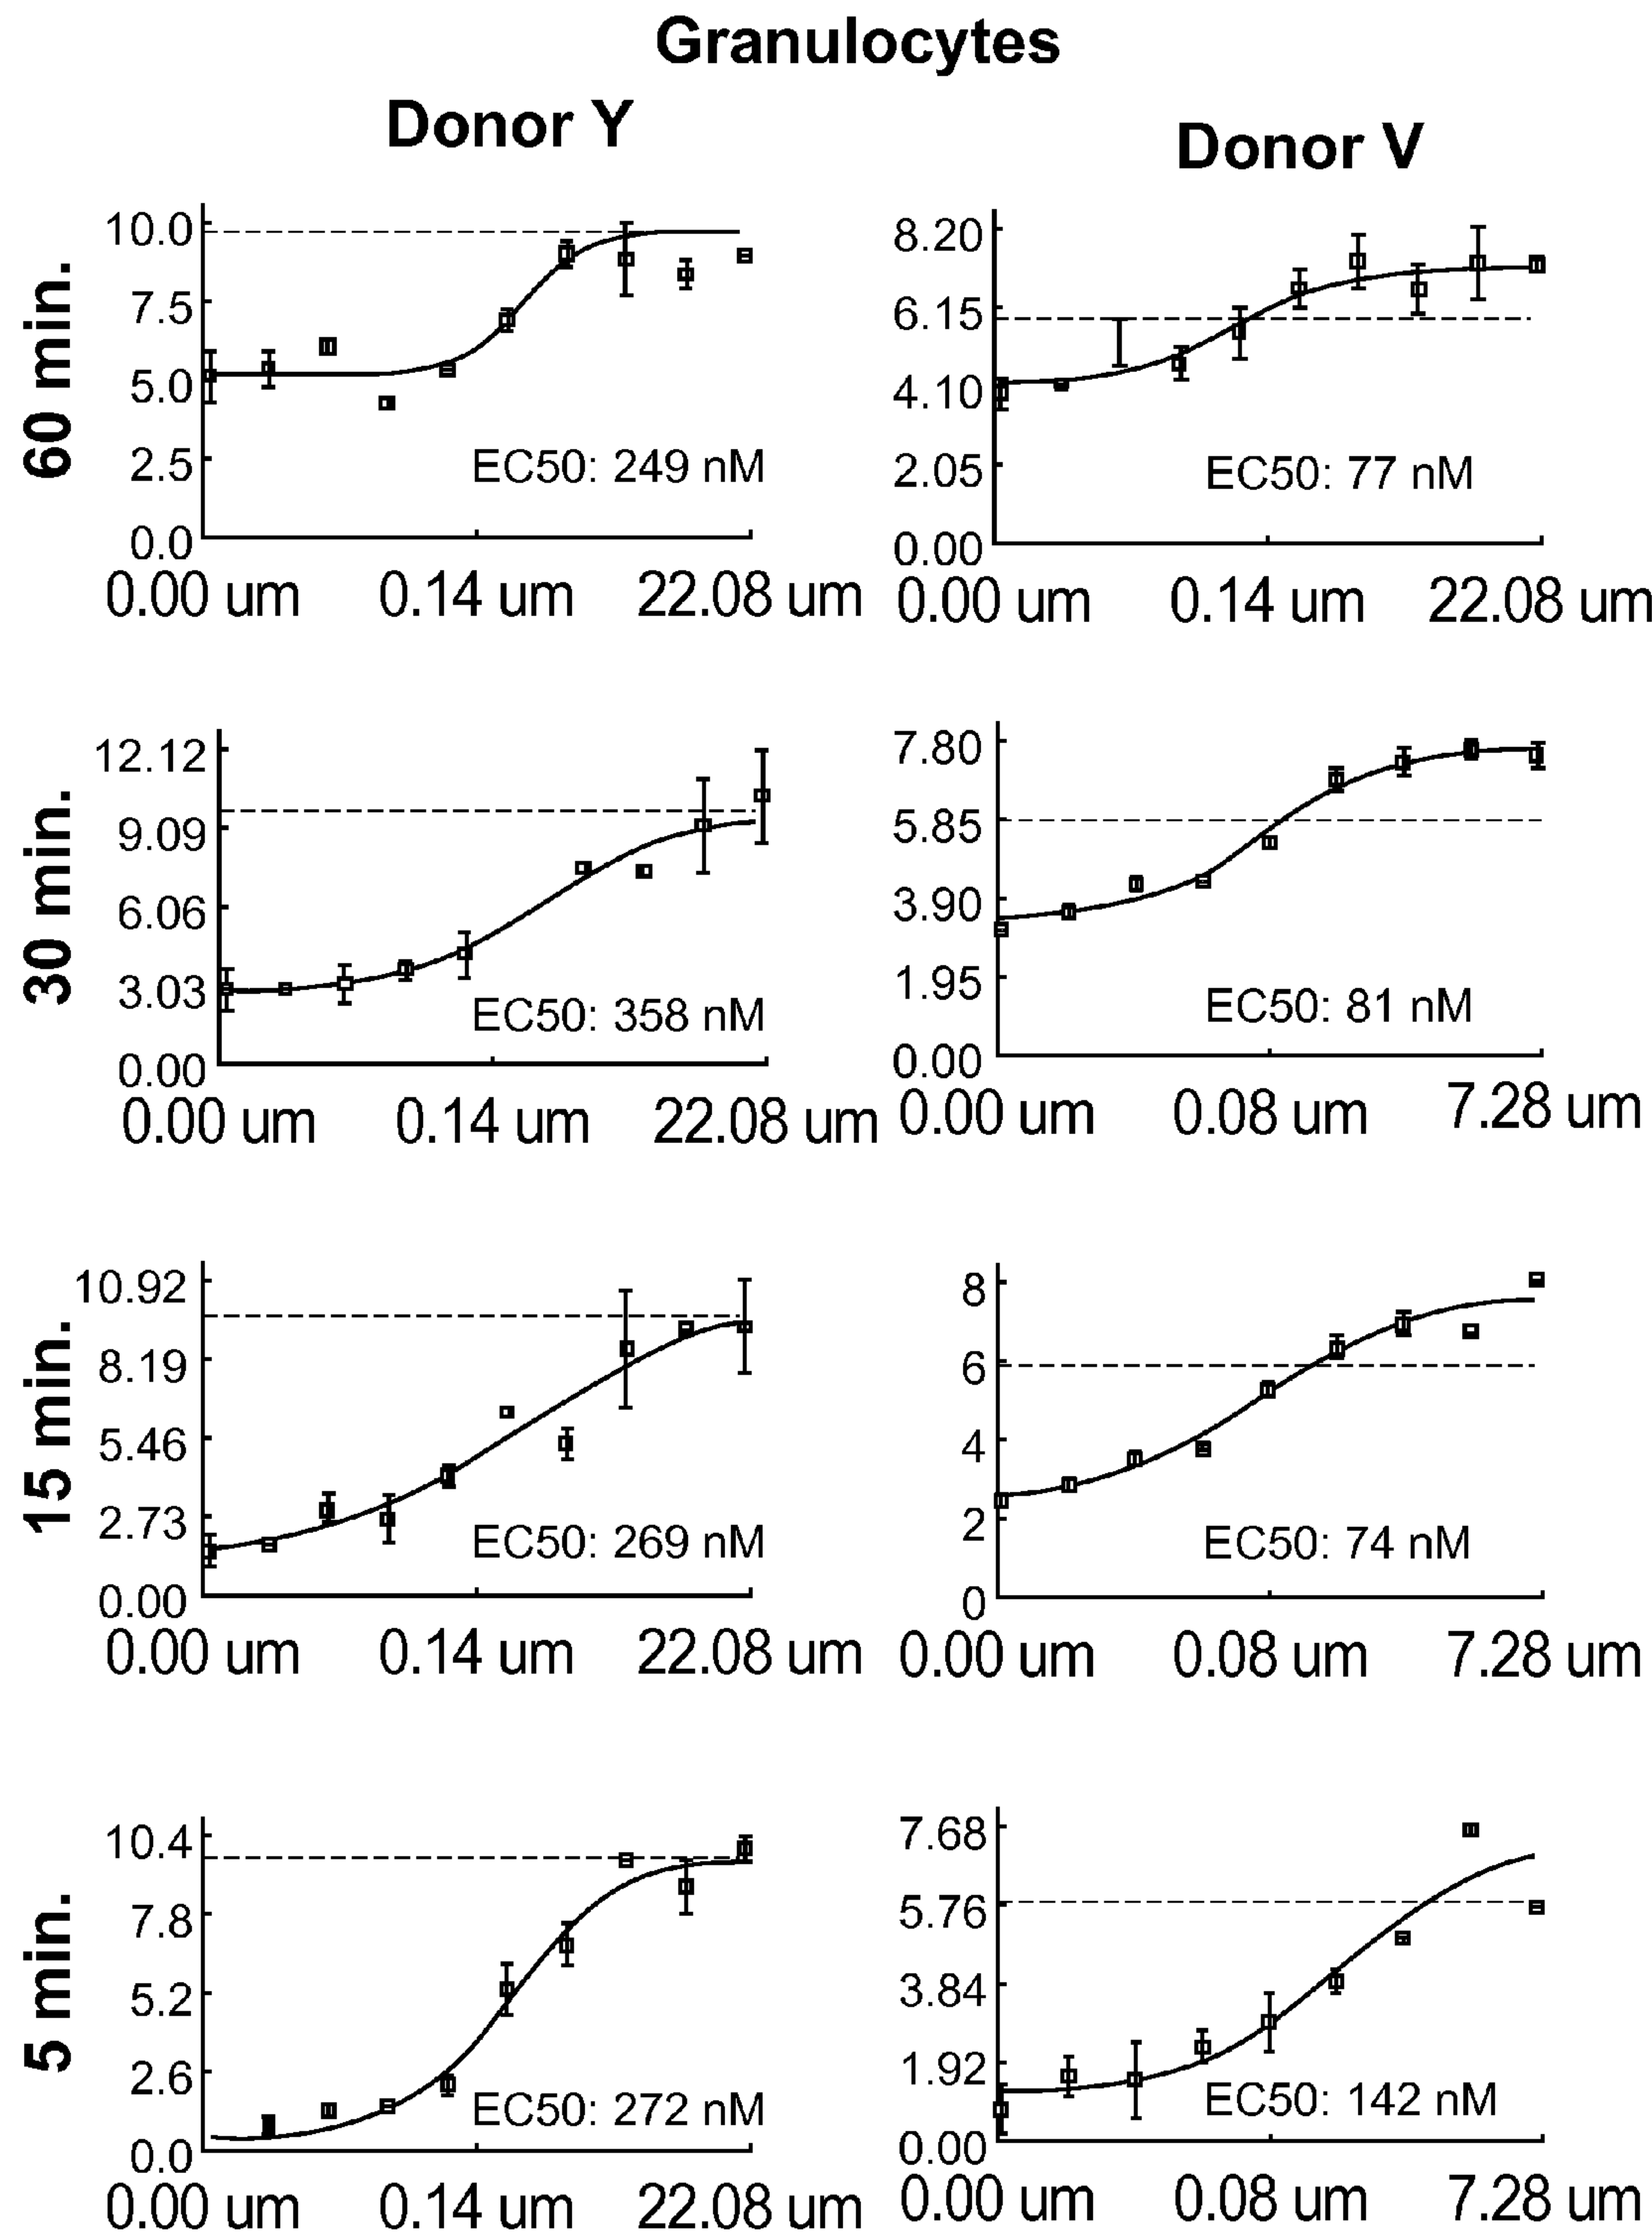 Granulocytes
Donor Y
Donor V
60 min.
10.0
7.5
5.0
2.5
0.0
EC50: 249 nM
0.00 um 0.14 um 22.08 um
8.20
6.15
4.10
2.05
0.00
EC50: 77 nM
0.00 um 0.14 um 22.08 um
30 min.
12.12
9.09
6.06
3.03
0.00
EC50: 358 nM
0.00 um 0.14 um 22.08 um
7.80
5.85
3.90
1.95
0.00
EC50: 81 nM
0.00 um 0.08 um 7.28 um
15 min.
10.92
8.19
5.46
2.73
0.00
EC50: 269 nM
0.00 um 0.14 um 22.08 um
8
6
4
2
0
EC50: 74 nM
0.00 um 0.08 um 7.28 um
5 min.
10.4
7.8
5.2
2.6
0.0
EC50: 272 nM
0.00 um 0.14 um 22.08 um
7.68
5.76
3.84
1.92
0.00
EC50: 142 nM
0.00 um 0.08 um 7.28 um